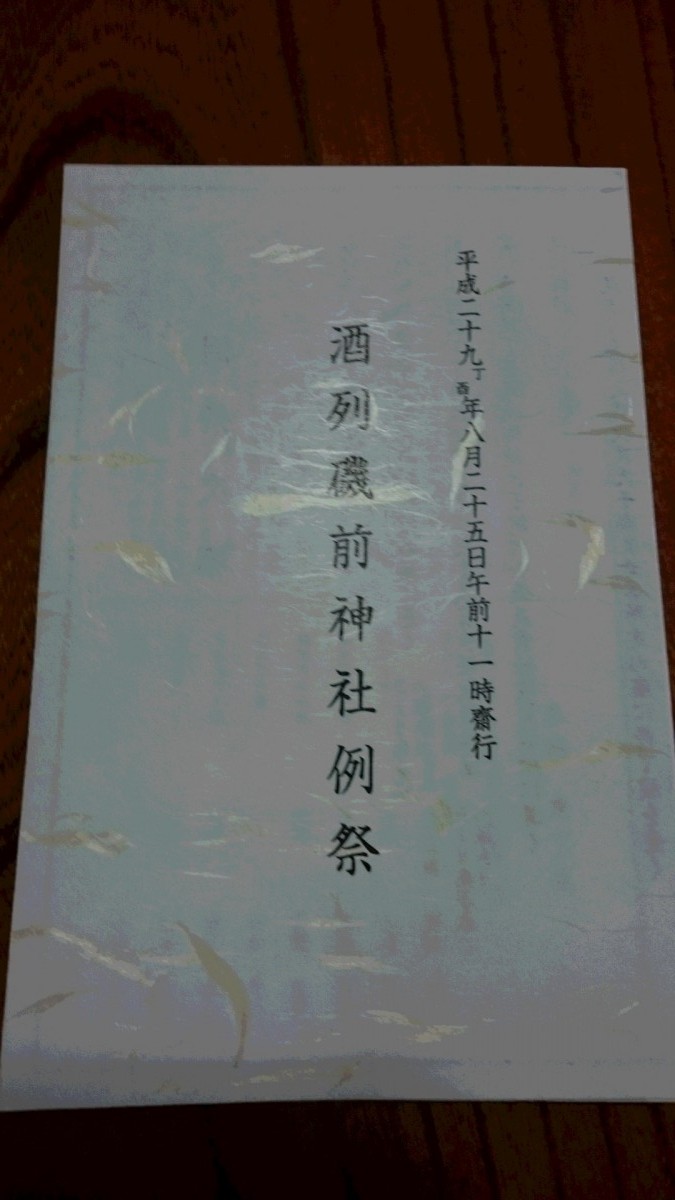 平成二十九丁酉年八月二十五日午前十一時齋行
酒列磯前神社例祭